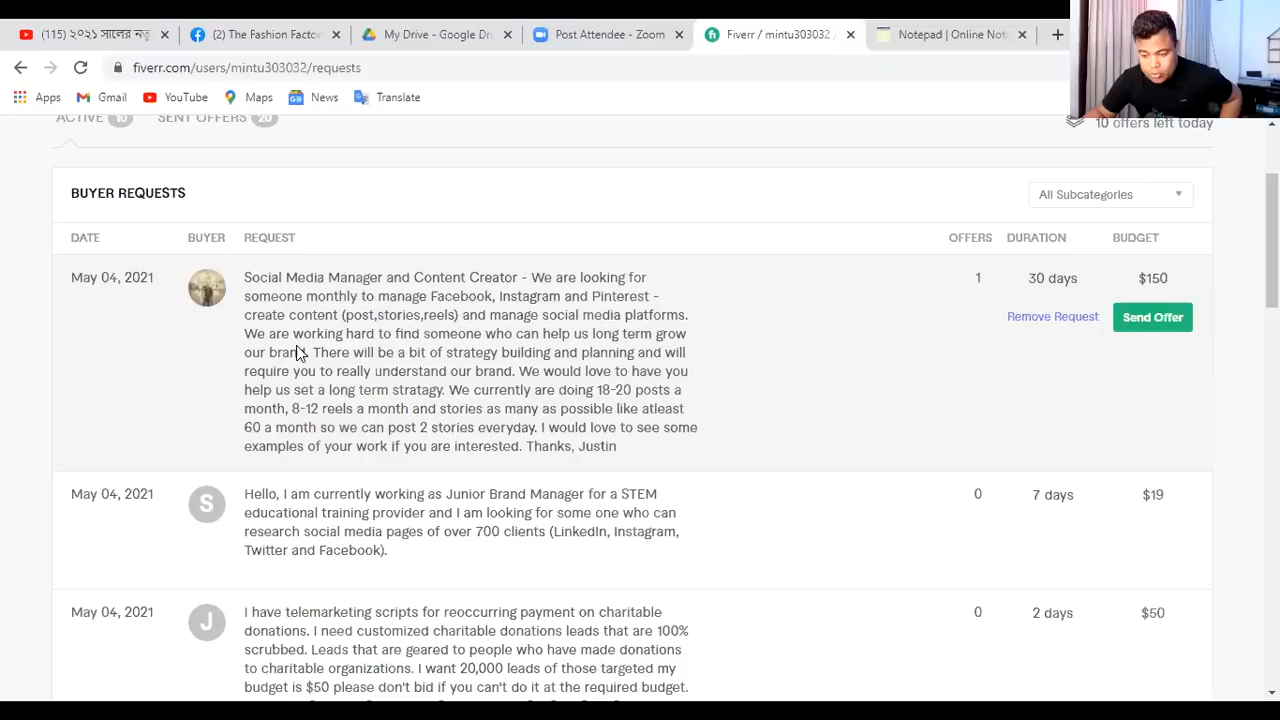 (115) ২০২১ সালের নতু
(2) The Fashion Factor
My Drive - Google Dr
Post Attendee - Zoom
Fiverr / mintu303032 /
Notepad | Online Note
fiverr.com/users/mintu303032/requests
Apps
Gmail
YouTube
Maps
News
Translate
ACTIVE 10
SENT OFFERS 20
10 offers left today
BUYER REQUESTS
All Subcategories
DATE
BUYER
REQUEST
OFFERS
DURATION
BUDGET
May 04, 2021
Social Media Manager and Content Creator - We are looking for
someone monthly to manage Facebook, Instagram and Pinterest -
create content (post,stories,reels) and manage social media platforms.
We are working hard to find someone who can help us long term grow
our brand. There will be a bit of strategy building and planning and will
require you to really understand our brand. We would love to have you
help us set a long term stratagy. We currently are doing 18-20 posts a
month, 8-12 reels a month and stories as many as possible like atleast
60 a month so we can post 2 stories everyday. I would love to see some
examples of your work if you are interested. Thanks, Justin
1
30 days
$150
Remove Request
Send Offer
May 04, 2021
S
Hello, I am currently working as Junior Brand Manager for a STEM
educational training provider and I am looking for some one who can
research social media pages of over 700 clients (LinkedIn, Instagram,
Twitter and Facebook).
0
7 days
$19
May 04, 2021
J
I have telemarketing scripts for reoccurring payment on charitable
donations. I need customized charitable donations leads that are 100%
scrubbed. Leads that are geared to people who have made donations
to charitable organizations. I want 20,000 leads of those targeted my
budget is $50 please don't bid if you can't do it at the required budget.
0
2 days
$50